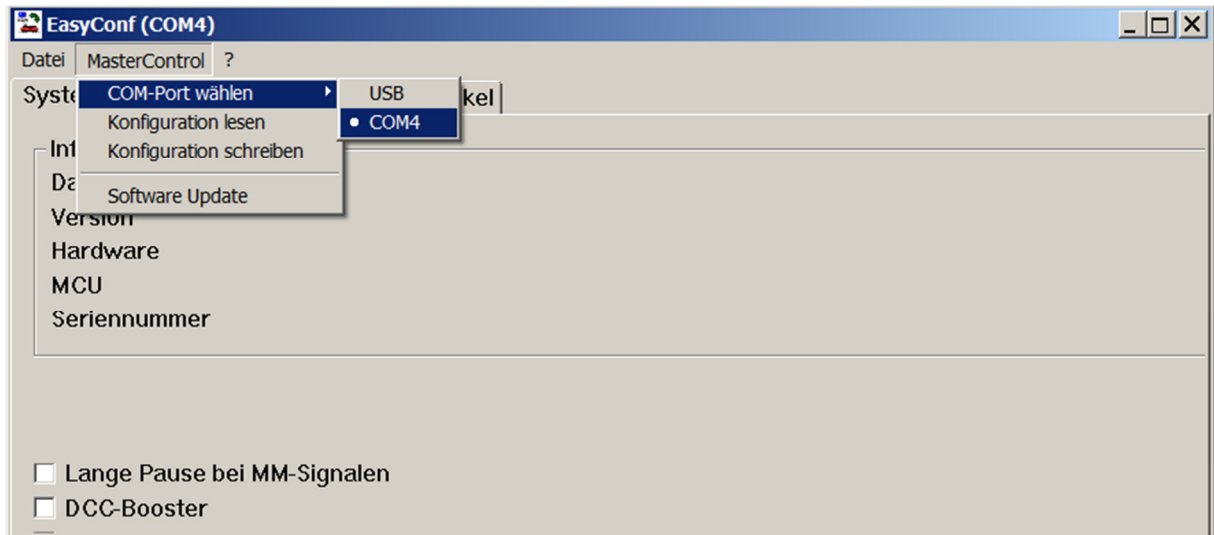 EasyConf (COM4)
Datei MasterControl ?
COM-Port wählen USB
Konfiguration lesen COM4
Konfiguration schreiben
Software Update
Version
Hardware
MCU
Seriennummer
Lange Pause bei MM-Signalen
DCC-Booster